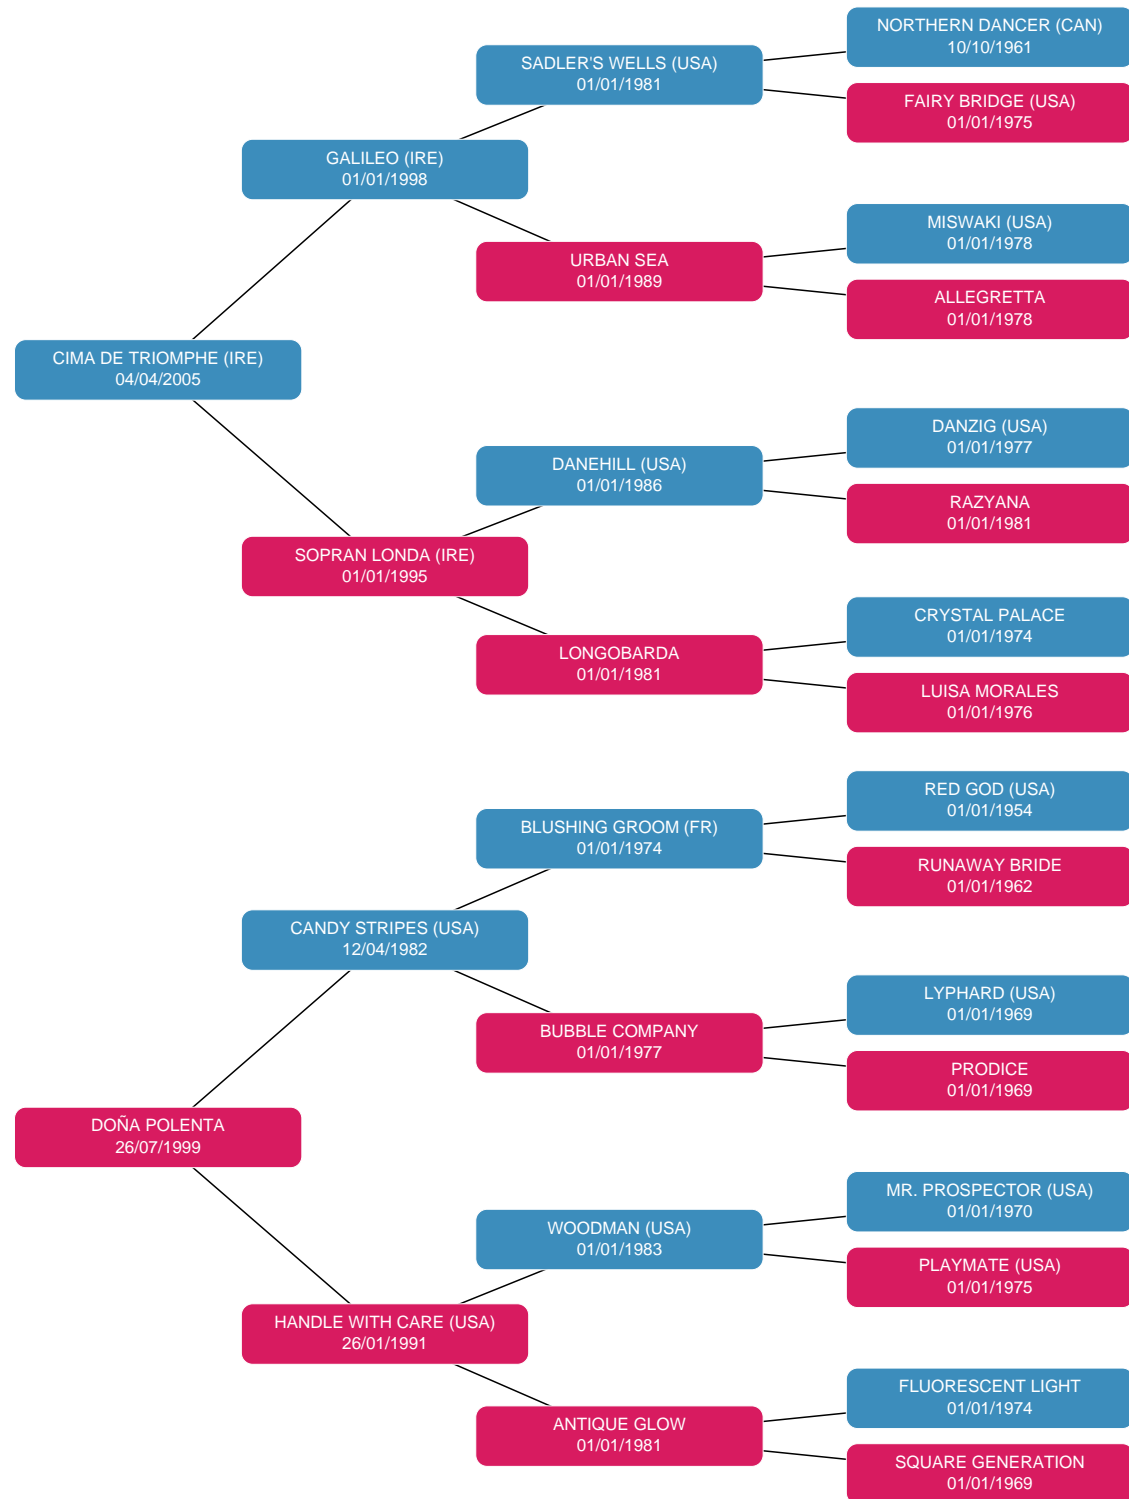 NORTHERN DANCER (CAN)
10/10/1961
SADLER'S WELLS (USA)
01/01/1981
FAIRY BRIDGE (USA)
01/01/1975
GALILEO (IRE)
01/01/1998
MISWAKI (USA)
01/01/1978
URBAN SEA
01/01/1989
ALLEGRETTA
01/01/1978
CIMA DE TRIOMPHE (IRE)
04/04/2005
DANZIG (USA)
01/01/1977
DANEHILL (USA)
01/01/1986
RAZYANA
01/01/1981
SOPRAN LONDA (IRE)
01/01/1995
CRYSTAL PALACE
01/01/1974
LONGOBARDA
01/01/1981
LUISA MORALES
01/01/1976
RED GOD (USA)
01/01/1954
BLUSHING GROOM (FR)
01/01/1974
RUNAWAY BRIDE
01/01/1962
CANDY STRIPES (USA)
12/04/1982
LYPHARD (USA)
01/01/1969
BUBBLE COMPANY
01/01/1977
PRODICE
01/01/1969
DOÑA POLENTA
26/07/1999
MR. PROSPECTOR (USA)
01/01/1970
WOODMAN (USA)
01/01/1983
PLAYMATE (USA)
01/01/1975
HANDLE WITH CARE (USA)
26/01/1991
FLUORESCENT LIGHT
01/01/1974
ANTIQUE GLOW
01/01/1981
SQUARE GENERATION
01/01/1969